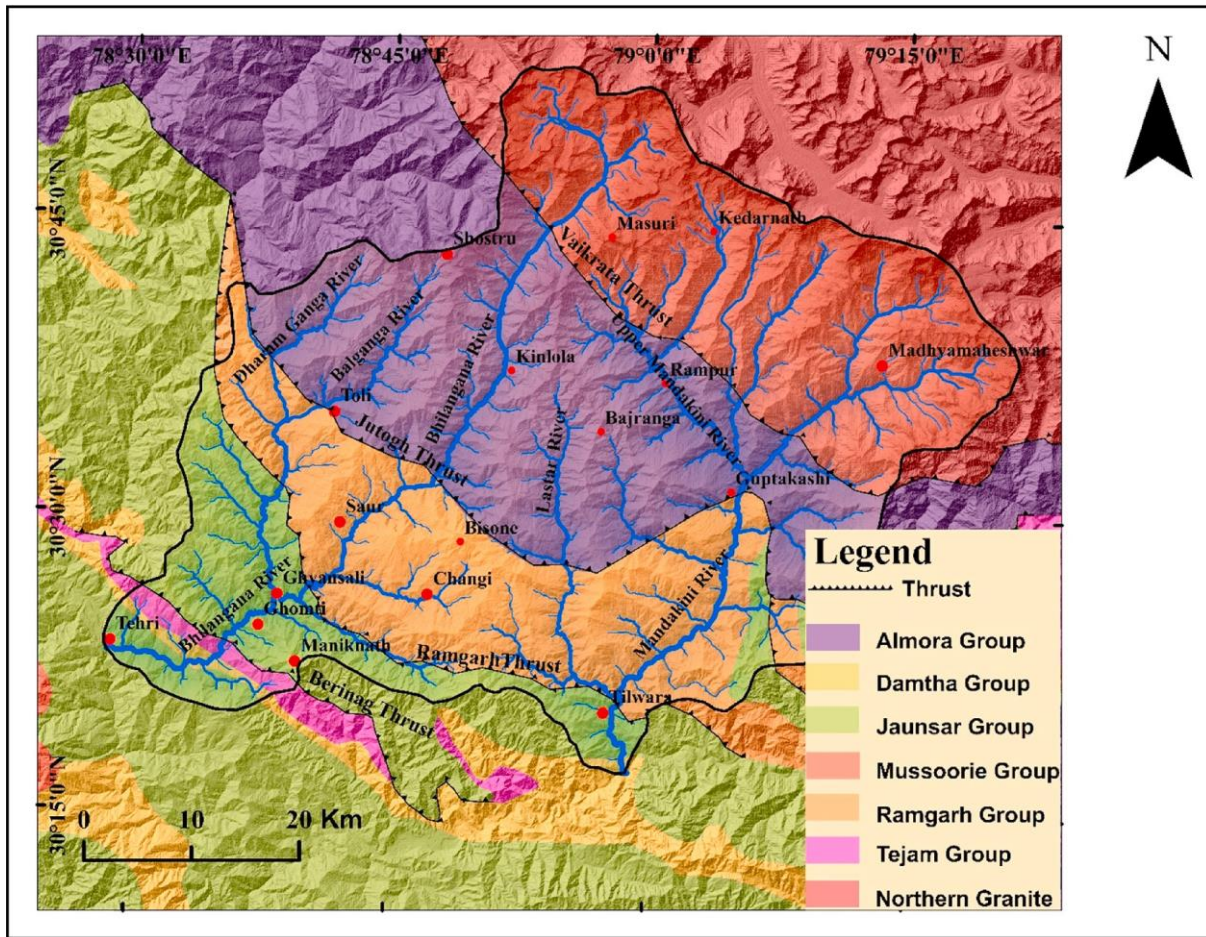 78°30'0"E
78°45'0"E
79°0'0"E
79°15'0"E
N
30°45'0"N
30°0'0"N
30°15'0"N
Masuri
Kedarnath
Shostru
Vaikrata Thrust
Dharam Ganga River
Balganga River
Bhilangana River
Kinlola
Upper Mandakini River
Rampur
Madhyamaheshwar
Toli
Jutogh Thrust
Lastar River
Bajranga
Guptakashi
Saur
Bisone
Ghyansali
Changi
Mandakini River
Ghomti
Bhilangana River
Tehri
Maniknath
RamgarhThrust
Berinag Thrust
Tilwara
0 10 20 Km
Legend
Thrust
Almora Group
Damtha Group
Jaunsar Group
Mussoorie Group
Ramgarh Group
Tejam Group
Northern Granite